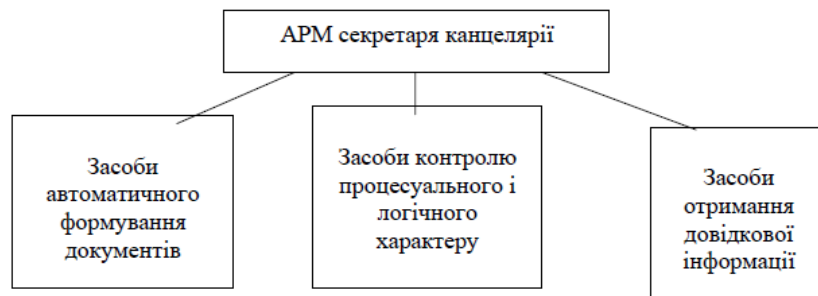 АРМ секретаря канцелярії
Засоби
автоматичного
формування
документів
Засоби контролю
процесуального і
логічного
характеру
Засоби
отримання
довідкової
інформації